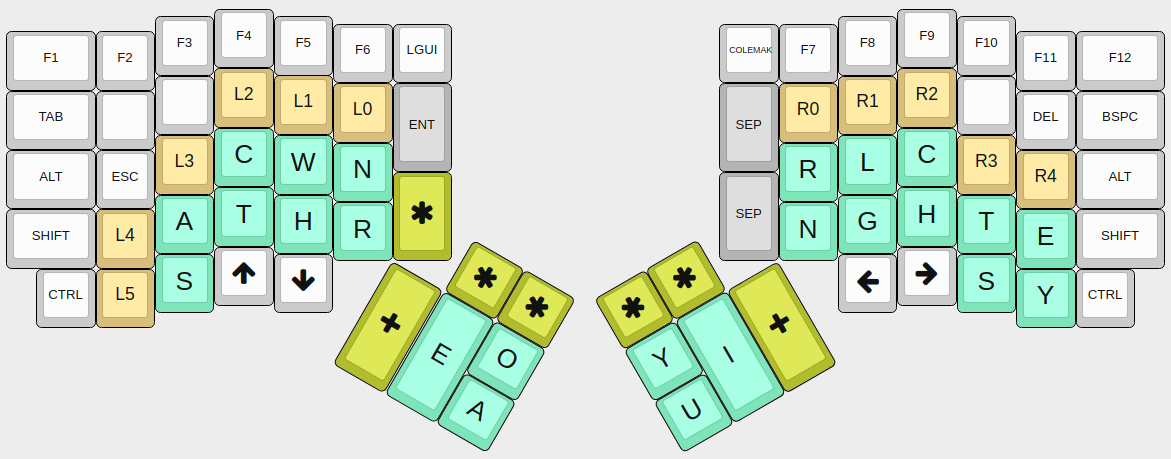 F1 F2 F3 F4 F5 F6 LGUI COLEMAK F7 F8 F9 F10 F11 F12
TAB L2 L1 L0 ENT SEP R0 R1 R2 DEL BSPC
ALT ESC L3 C W N R L C R3 R4 ALT
SHIFT L4 A T H R * SEP N G H T E SHIFT
CTRL L5 S ↑ ↓ ← → S Y CTRL
* * * *
+ E O Y I +
A U